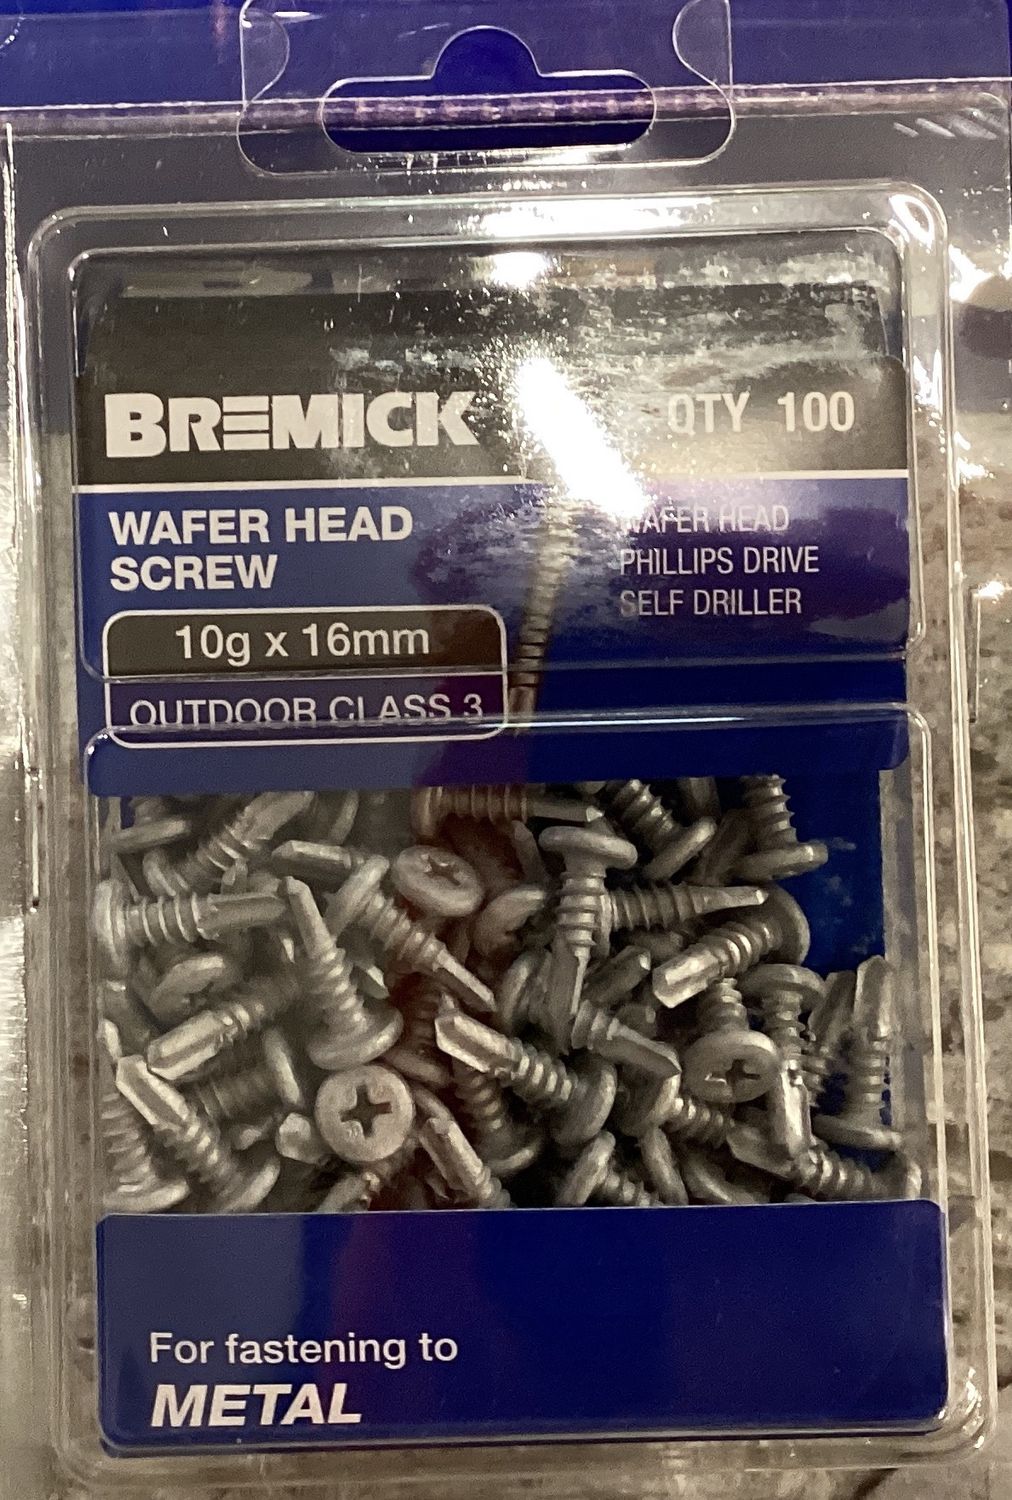 BREMICK
QTY 100
WAFER HEAD
SCREW
WAFER HEAD
PHILLIPS DRIVE
SELF DRILLER
10g x 16mm
OUTDOOR CLASS 3
For fastening to
METAL